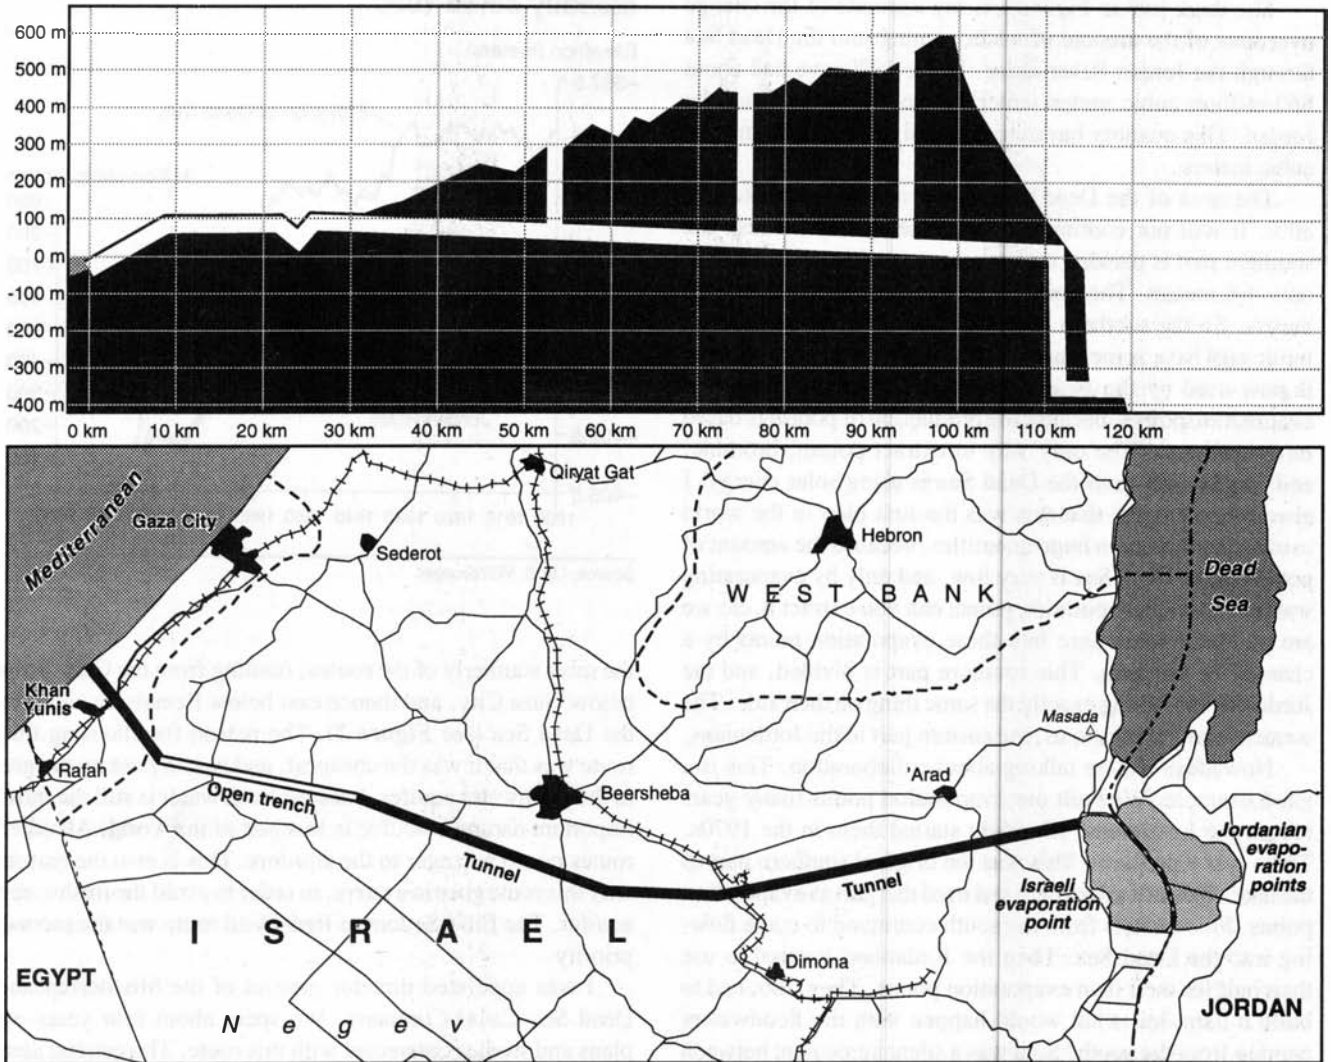 600 m
500 m
400 m
300 m
200 m
100 m
0 m
-100 m
-200 m
-300 m
-400 m
0 km
10 km
20 km
30 km
40 km
50 km
60 km
70 km
80 km
90 km
100 km
110 km
120 km
Mediterranean
Gaza City
Sederot
Qiryat Gat
Hebron
WEST BANK
Dead
Sea
Khan
Yunis
Rafah
Open trench
Beersheba
Arad
Masada
Tunnel
Tunnel
Israeli
evaporation
point
Jordanian
evapo-
ration
points
ISRAEL
Dimona
EGYPT
Negev
JORDAN